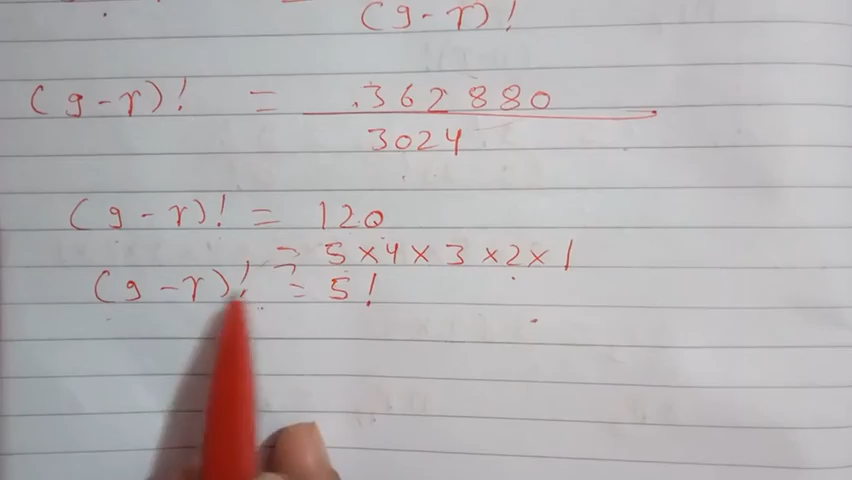 (9-r)!
(9-r)! = 362880
3024
(9-r)! = 120
= 5×4×3×2×1
(9-r)! = 5!